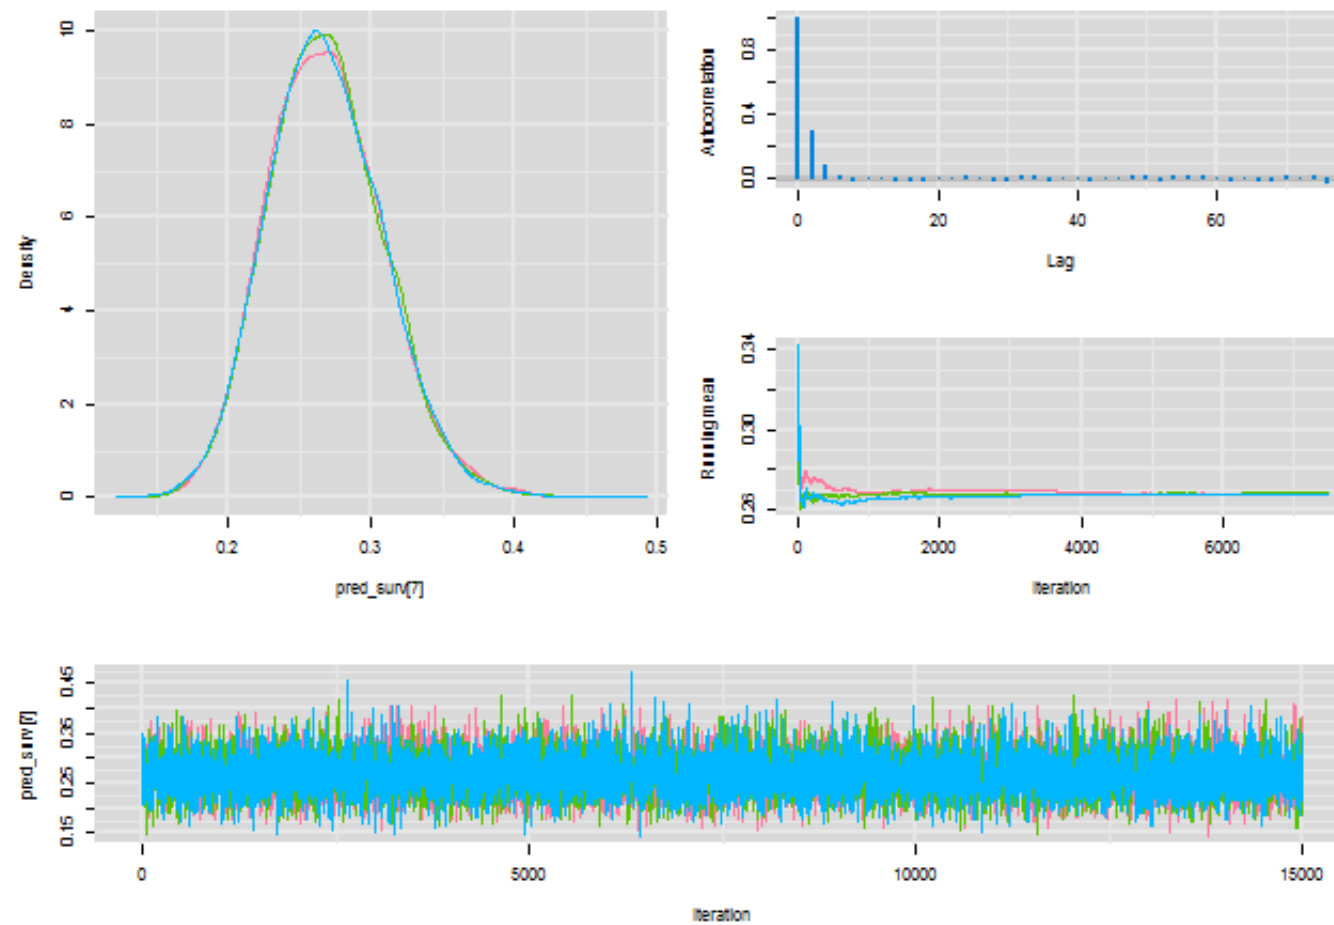 Density
10
8
6
4
2
0
0.2 0.3 0.4 0.5
pred_surv[7]
Autocorrelation
0.8
0.4
0.0
0 20 40 60
Lag
Running mean
0.34
0.30
0.26
0 2000 4000 6000
Iteration
pred_surv[7]
0.45
0.35
0.25
0.15
0 5000 10000 15000
Iteration